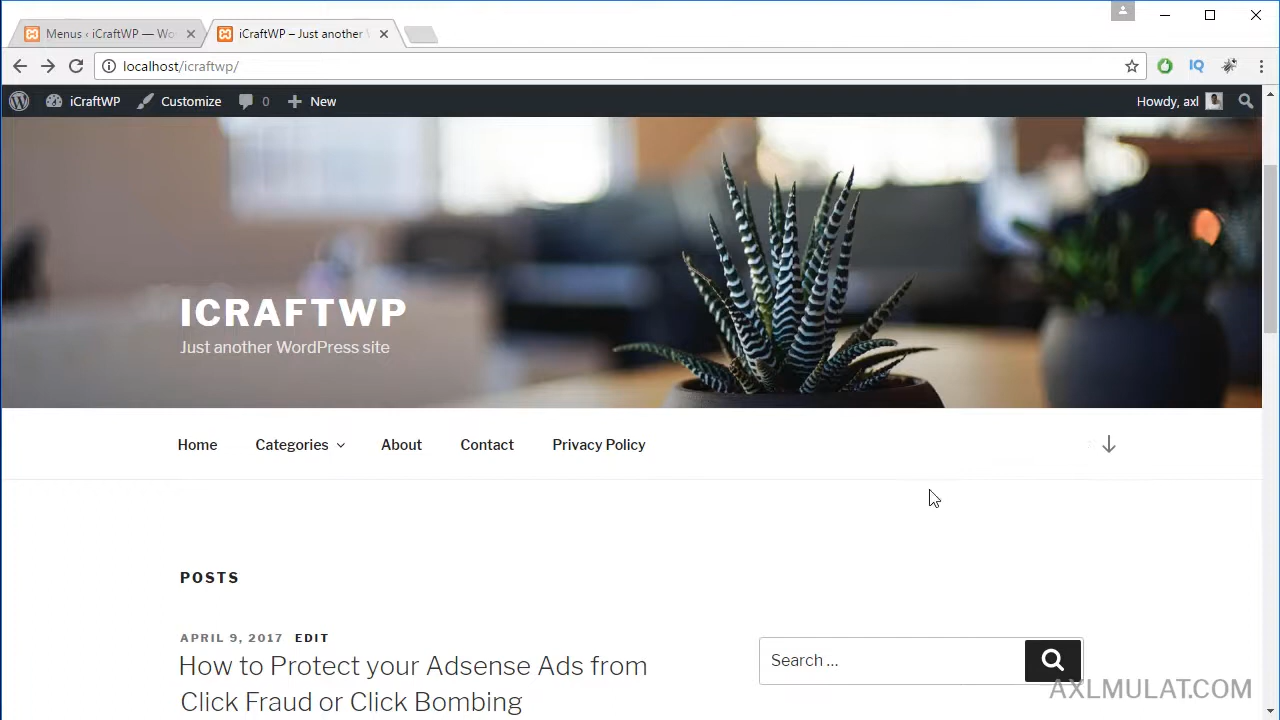 Menus ‹ iCraftWP — Wo
iCraftWP – Just another
localhost/icraftwp/
IQ
iCraftWP Customize 0 New Howdy, axl
ICRAFTWP
Just another WordPress site
Home Categories About Contact Privacy Policy
POSTS
APRIL 9, 2017 EDIT
How to Protect your Adsense Ads from
Click Fraud or Click Bombing
Search …
AXLMULAT.COM